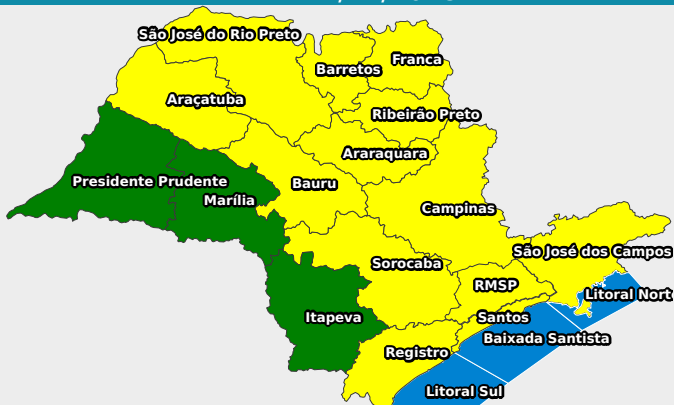 São José do Rio Preto
Franca
Barretos
Araçatuba
Ribeirão Preto
Araraquara
Presidente Prudente
Bauru
Marília
Campinas
São José dos Campos
Sorocaba
RMSP
Litoral Nort
Itapeva
Santos
Baixada Santista
Registro
Litoral Sul